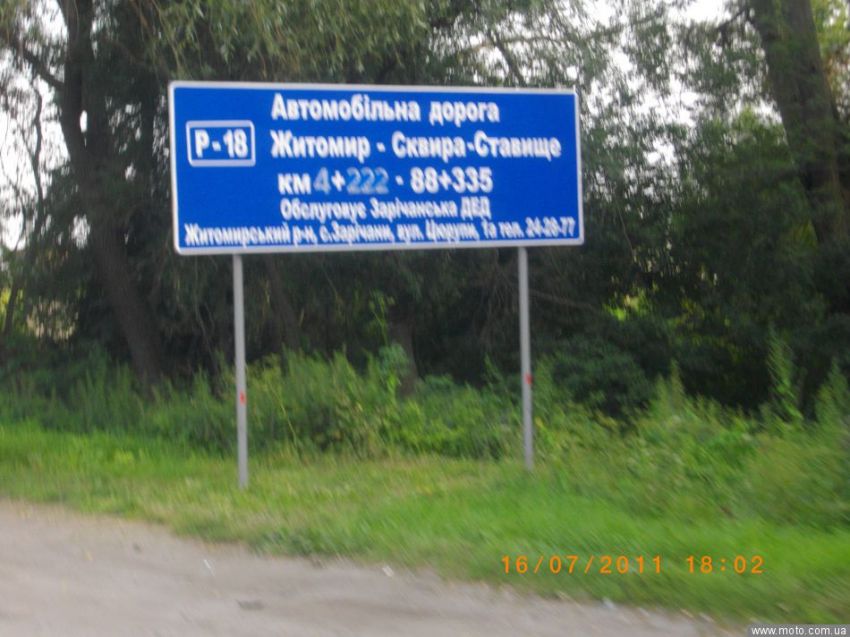 Автомобільна дорога
Р-18 Житомир - Сквира-Ставище
км 4+222 - 88+335
Обслуговує Зарічанська ДЕД
Житомирський р-н, с.Зарічани, вул. Цюрупи, 1а тел. 24-28-77
16/07/2011 18:02
www.moto.com.ua